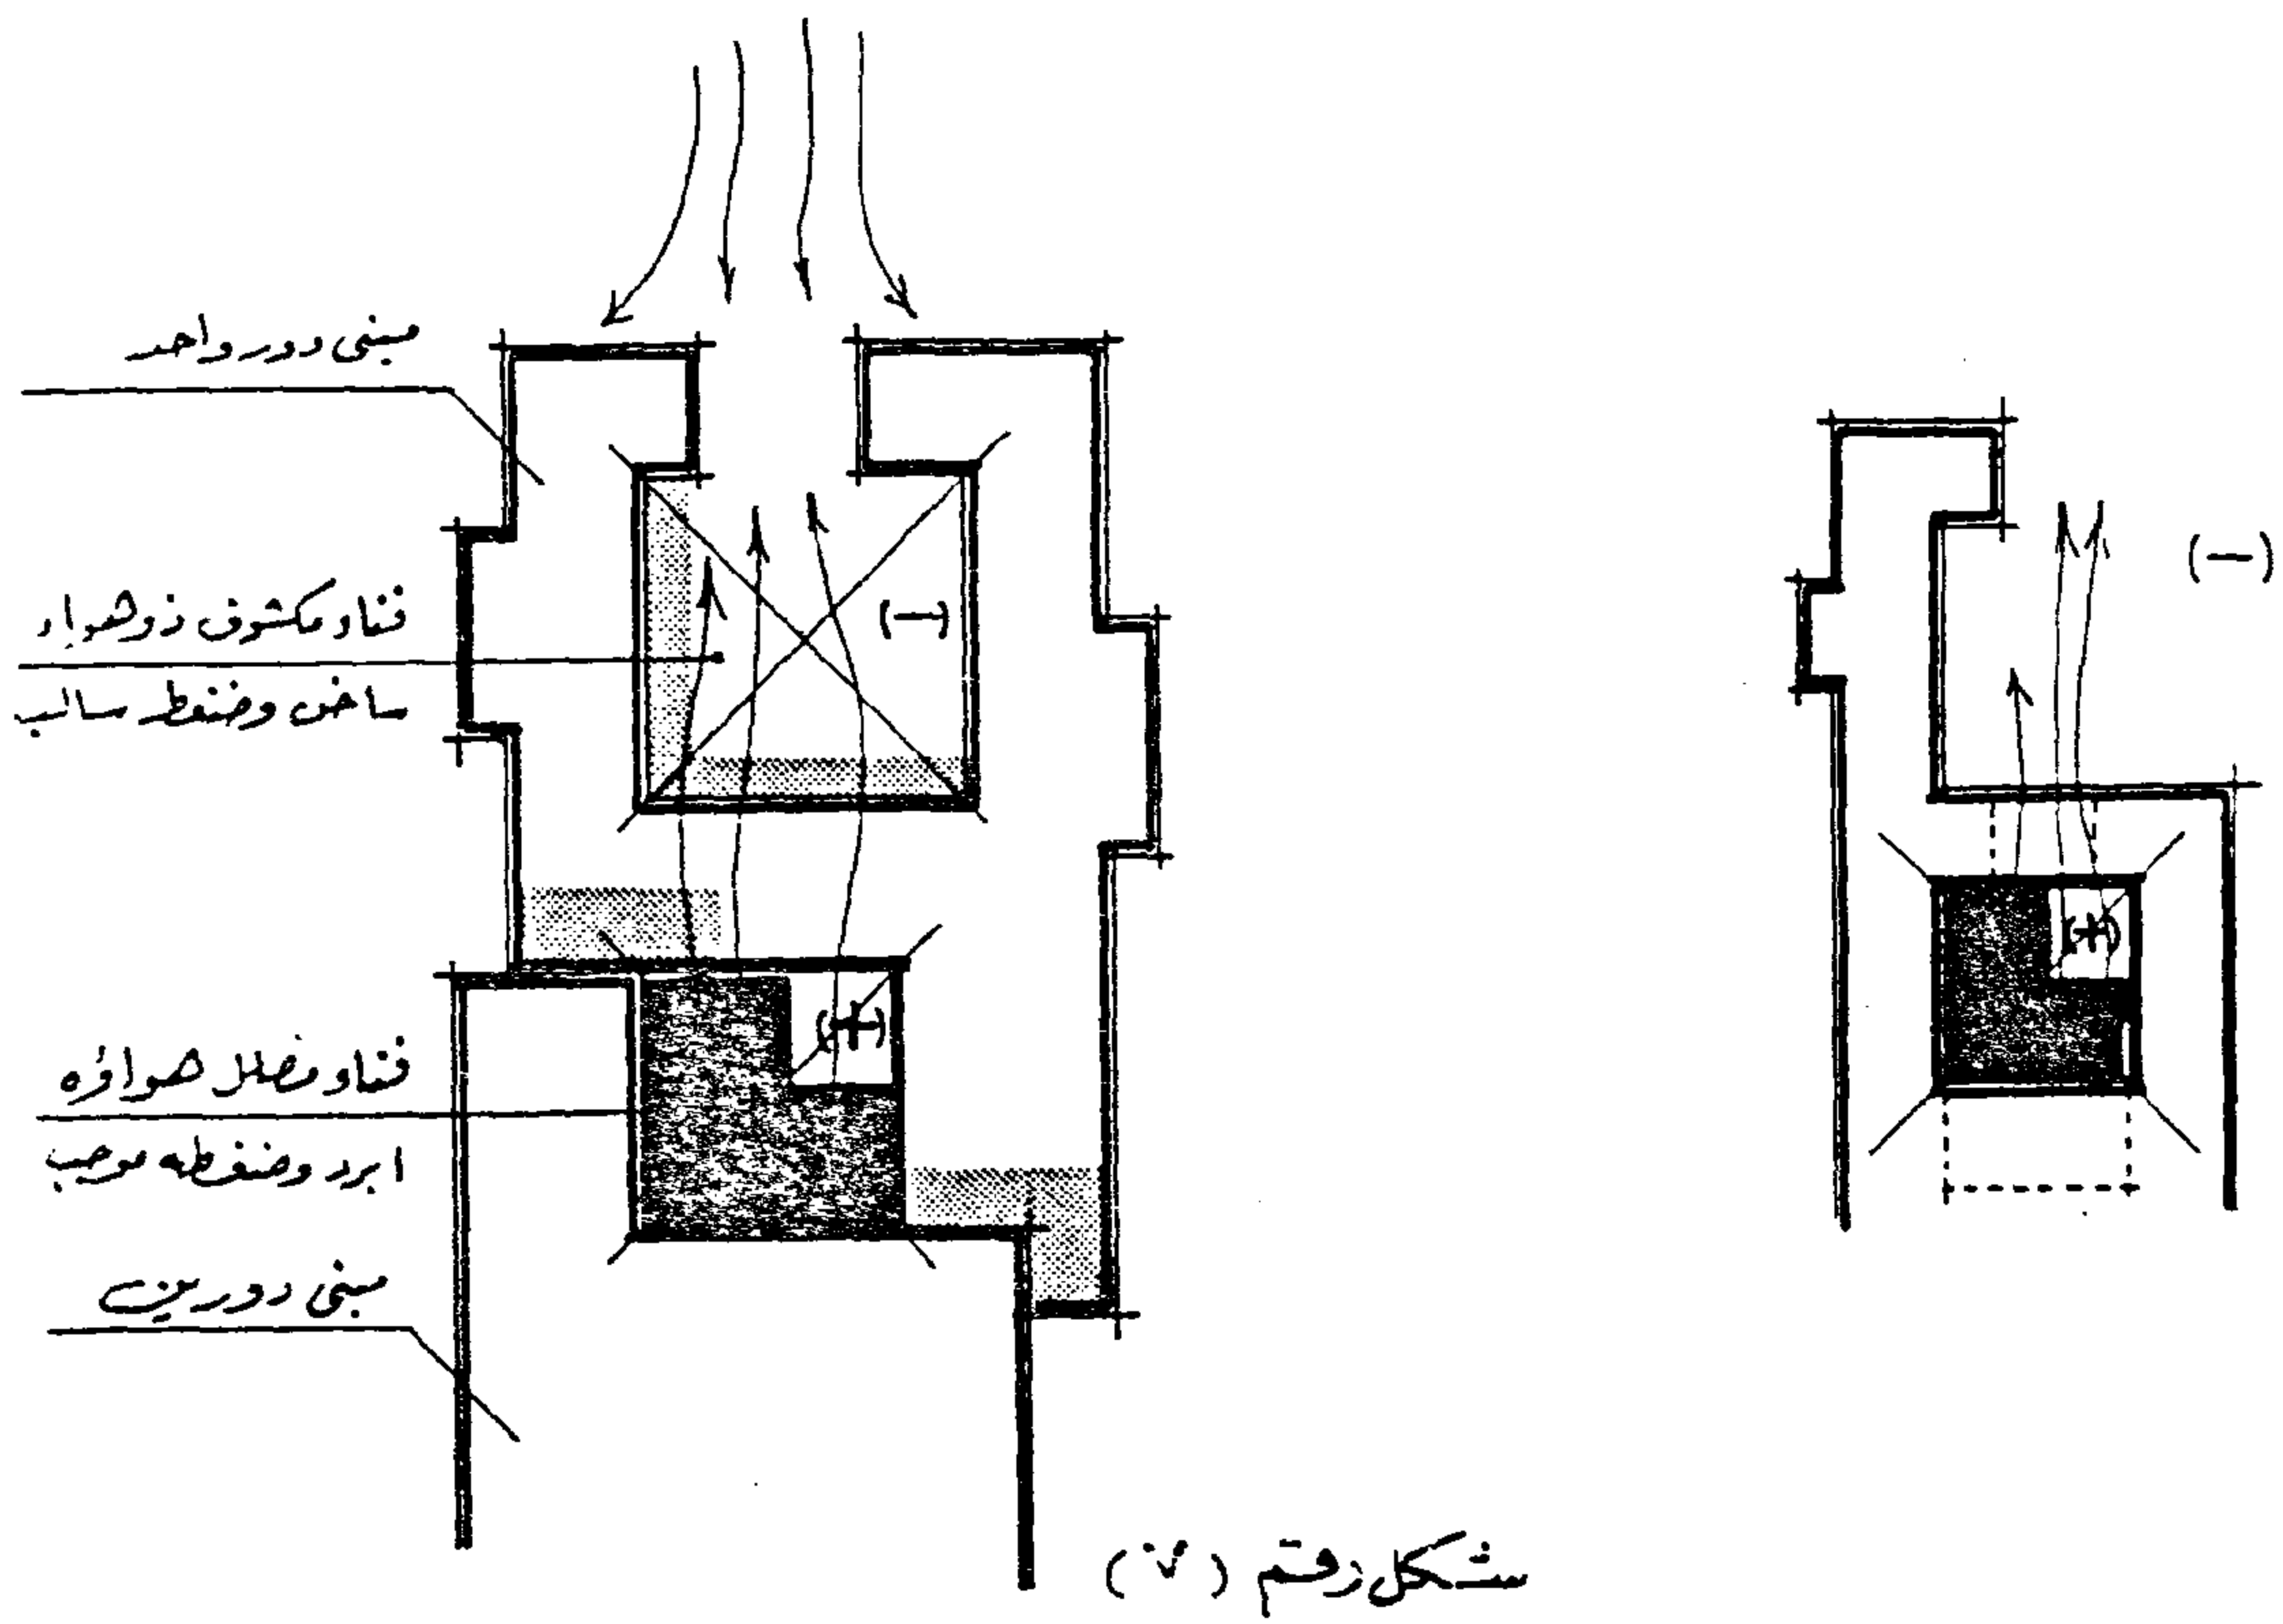 مبنى دور واحد
(-)
فناء مكشوف ذو هواء
ساخن وضغط سالب
(-)
(+)
فناء مضلل هواؤه
ابرد وضغطه موجب
(+)
مبنى دورين
شكل رقم (٧)